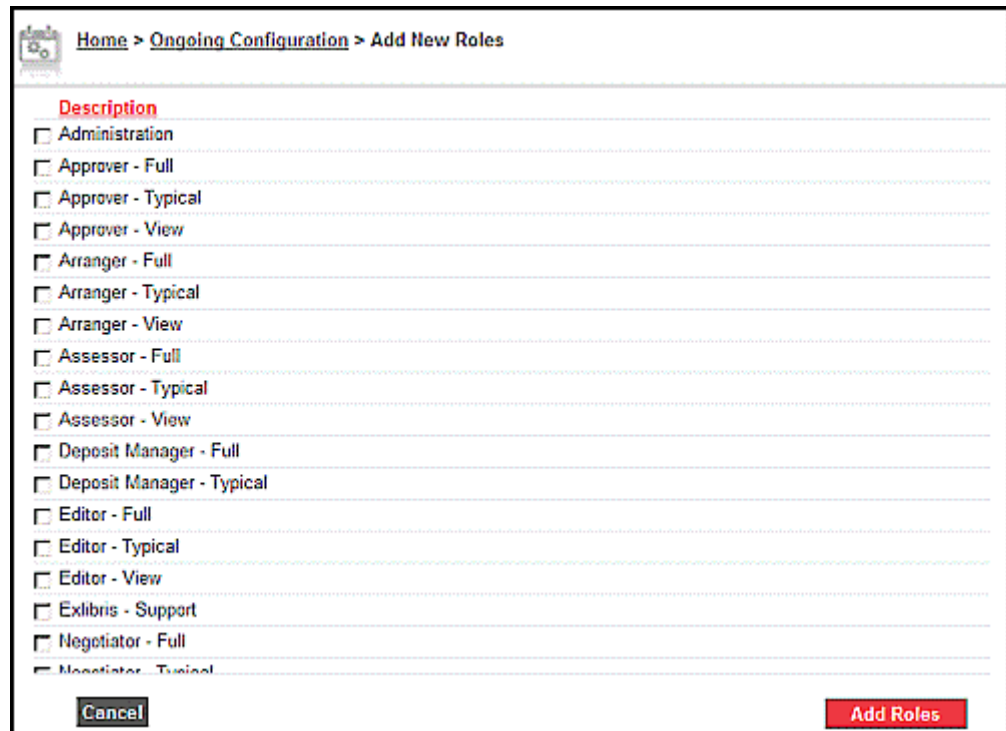 Home > Ongoing Configuration > Add New Roles
Description
Administration
Approver - Full
Approver - Typical
Approver - View
Arranger - Full
Arranger - Typical
Arranger - View
Assessor - Full
Assessor - Typical
Assessor - View
Deposit Manager - Full
Deposit Manager - Typical
Editor - Full
Editor - Typical
Editor - View
Exlibris - Support
Negotiator - Full
Negotiator - Typical
Cancel
Add Roles